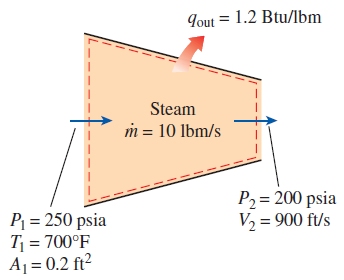 q_out = 1.2 Btu/lbm
Steam
ṁ = 10 lbm/s
P₁ = 250 psia
T₁ = 700°F
A₁ = 0.2 ft²
P₂ = 200 psia
V₂ = 900 ft/s